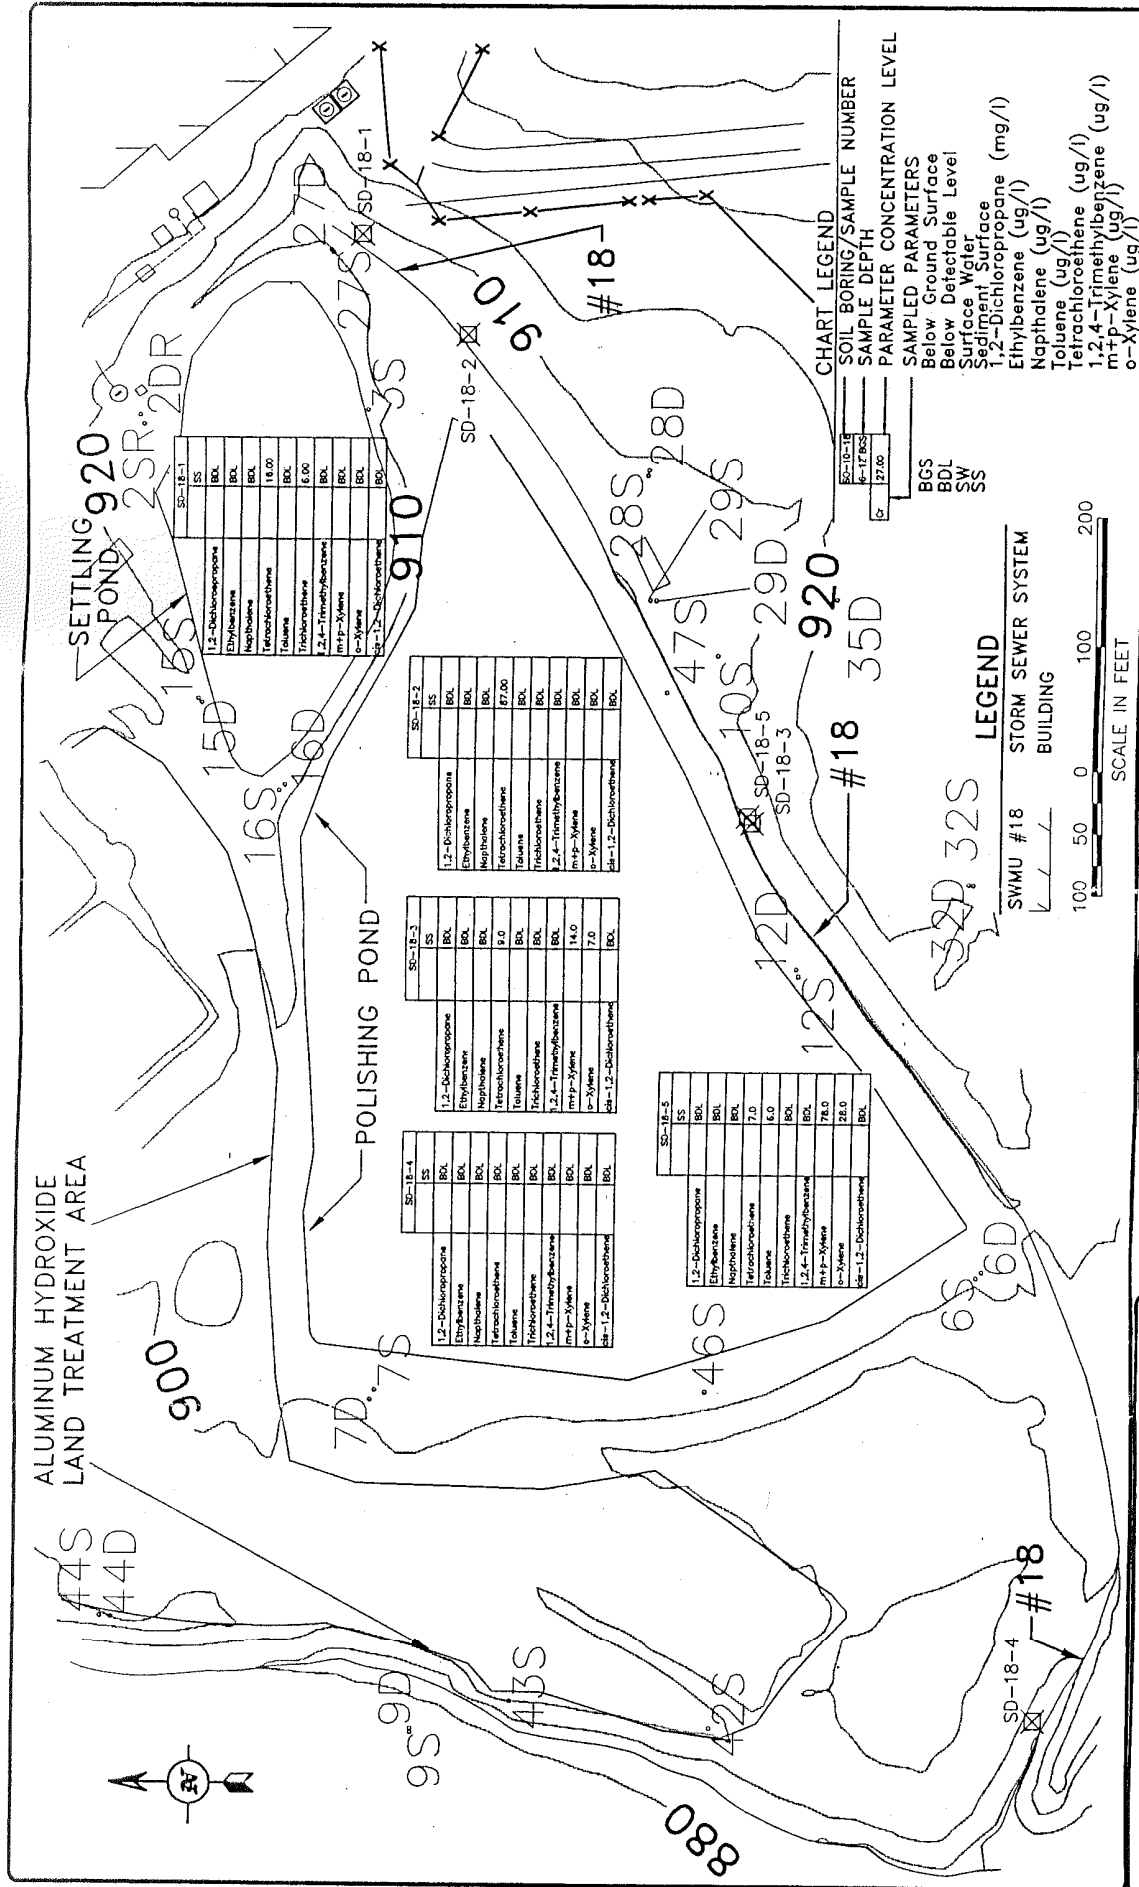 ALUMINUM HYDROXIDE
LAND TREATMENT AREA
SETTLING
POND
POLISHING POND
44S
44D
9S
9D
43S
42S
880
900
7D
7S
46S
6S
6D
SD-18-4
#18
16S
16D
15D
15S
2SR
2DR
920
910
3S
27S
27D
SD-18-1
SD-18-2
#18
910
28S
28D
29S
29D
47S
10S
SD-18-5
SD-18-3
#18
920
35D
12D
12S
32D
32S
SD-18-1
SS
1,2-Dichloropropane BDL
Ethylbenzene BDL
Napthalene BDL
Tetrachloroethene 16.00
Toluene BDL
Trichloroethene 6.00
1,2,4-Trimethylbenzene BDL
m+p-Xylene BDL
o-Xylene BDL
cis-1,2-Dichloroethene BDL
SD-18-2
SS
1,2-Dichloropropane BDL
Ethylbenzene BDL
Napthalene BDL
Tetrachloroethene 67.00
Toluene BDL
Trichloroethene BDL
1,2,4-Trimethylbenzene BDL
m+p-Xylene BDL
o-Xylene BDL
cis-1,2-Dichloroethene BDL
SD-18-3
SS
1,2-Dichloropropane BDL
Ethylbenzene BDL
Napthalene BDL
Tetrachloroethene 9.0
Toluene BDL
Trichloroethene BDL
1,2,4-Trimethylbenzene BDL
m+p-Xylene 14.0
o-Xylene 7.0
cis-1,2-Dichloroethene BDL
SD-18-4
SS
1,2-Dichloropropane BDL
Ethylbenzene BDL
Napthalene BDL
Tetrachloroethene BDL
Toluene BDL
Trichloroethene BDL
1,2,4-Trimethylbenzene BDL
m+p-Xylene BDL
o-Xylene BDL
cis-1,2-Dichloroethene BDL
SD-18-5
SS
1,2-Dichloropropane BDL
Ethylbenzene BDL
Napthalene BDL
Tetrachloroethene 7.0
Toluene 6.0
Trichloroethene BDL
1,2,4-Trimethylbenzene BDL
m+p-Xylene 78.0
o-Xylene 28.0
cis-1,2-Dichloroethene BDL
CHART LEGEND
SD-10-18 SOIL BORING/SAMPLE NUMBER
6-12"BGS SAMPLE DEPTH
Cr 27.00 PARAMETER CONCENTRATION LEVEL
SAMPLED PARAMETERS
BGS Below Ground Surface
BDL Below Detectable Level
SW Surface Water
SS Sediment Surface
1,2-Dichloropropane (mg/l)
Ethylbenzene (ug/l)
Napthalene (ug/l)
Toluene (ug/l)
Tetrachloroethene (ug/l)
1,2,4-Trimethylbenzene (ug/l)
m+p-Xylene (ug/l)
o-Xylene (ug/l)
LEGEND
SWMU #18 STORM SEWER SYSTEM
BUILDING
100 50 0 100 200
SCALE IN FEET